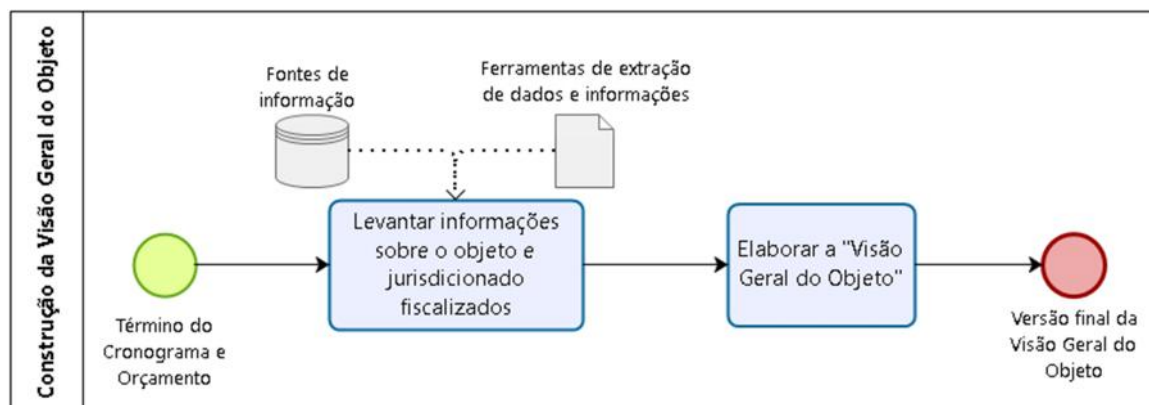 Construção da Visão Geral do Objeto
Fontes de
informação
Ferramentas de extração
de dados e informações
Levantar informações
sobre o objeto e
jurisdicionado
fiscalizados
Elaborar a "Visão
Geral do Objeto"
Término do
Cronograma e
Orçamento
Versão final da
Visão Geral do
Objeto